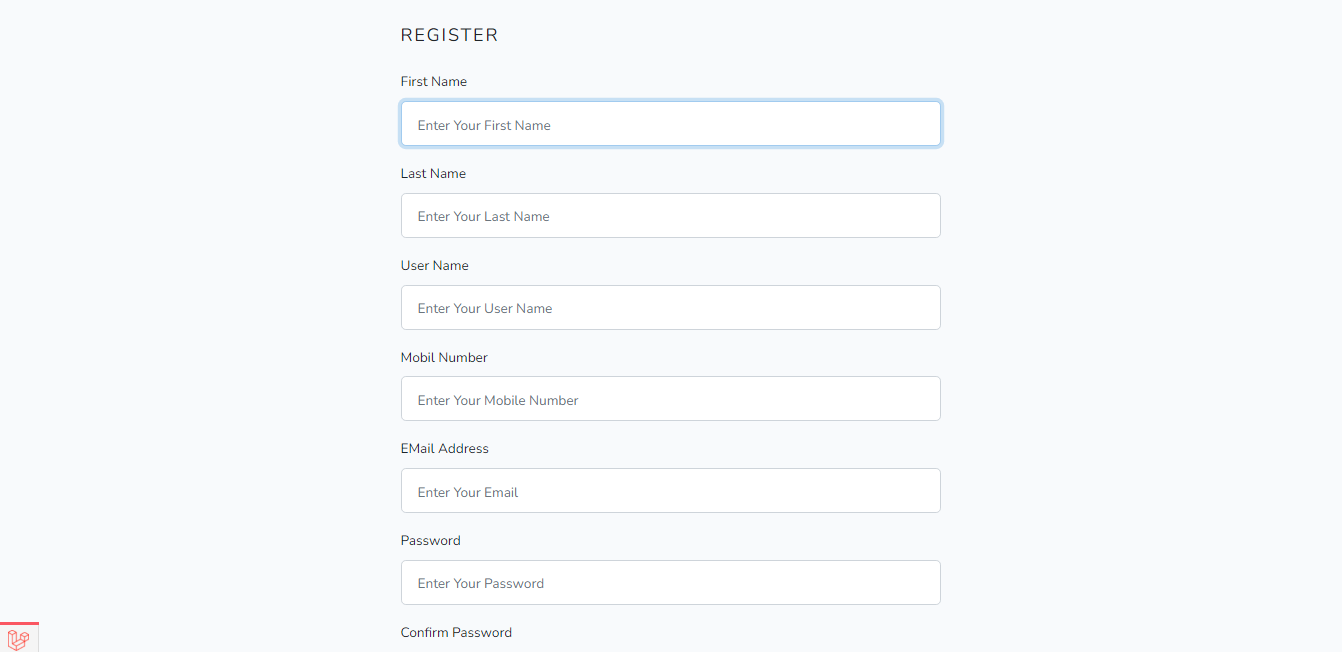 REGISTER
First Name
Enter Your First Name
Last Name
Enter Your Last Name
User Name
Enter Your User Name
Mobil Number
Enter Your Mobile Number
EMail Address
Enter Your Email
Password
Enter Your Password
Confirm Password